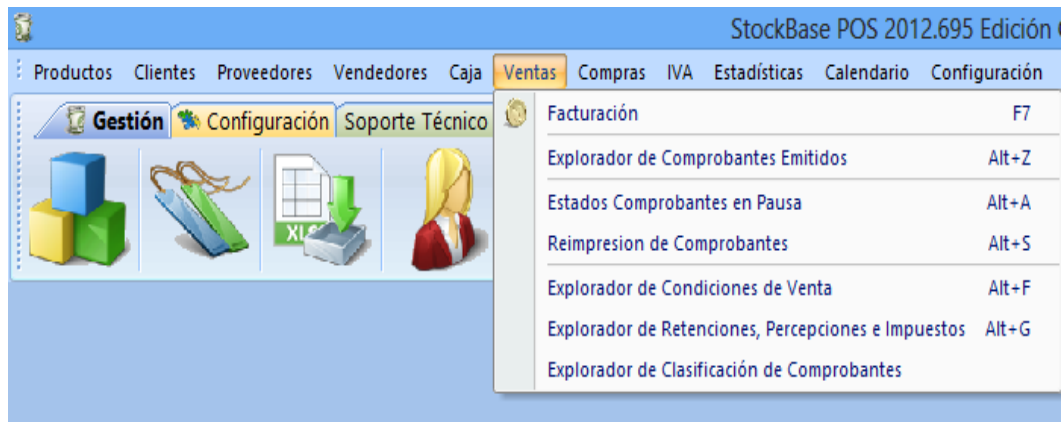 StockBase POS 2012.695 Edición
Productos Clientes Proveedores Vendedores Caja Ventas Compras IVA Estadísticas Calendario Configuración
Gestión Configuración Soporte Técnico
XLS
Facturación F7
Explorador de Comprobantes Emitidos Alt+Z
Estados Comprobantes en Pausa Alt+A
Reimpresion de Comprobantes Alt+S
Explorador de Condiciones de Venta Alt+F
Explorador de Retenciones, Percepciones e Impuestos Alt+G
Explorador de Clasificación de Comprobantes